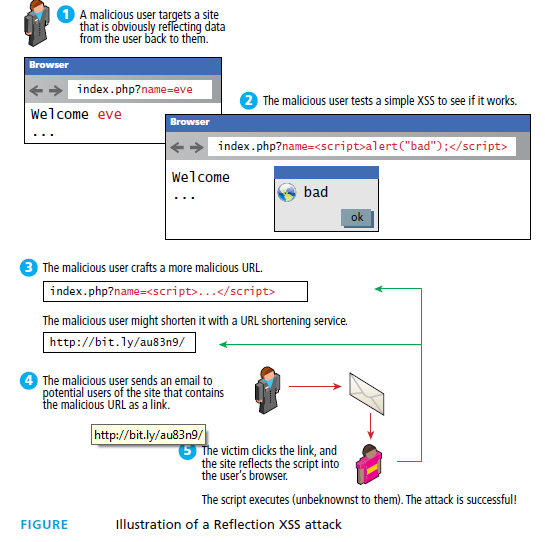 1 A malicious user targets a site
that is obviously reflecting data
from the user back to them.
Browser
index.php?name=eve
Welcome eve
...
2 The malicious user tests a simple XSS to see if it works.
Browser
index.php?name=<script>alert("bad");</script>
Welcome
...
bad
ok
3 The malicious user crafts a more malicious URL.
index.php?name=<script>...</script>
The malicious user might shorten it with a URL shortening service.
http://bit.ly/au83n9/
4 The malicious user sends an email to
potential users of the site that contains
the malicious URL as a link.
http://bit.ly/au83n9/
5 The victim clicks the link, and
the site reflects the script into
the user's browser.
The script executes (unbeknownst to them). The attack is successful!
FIGURE Illustration of a Reflection XSS attack